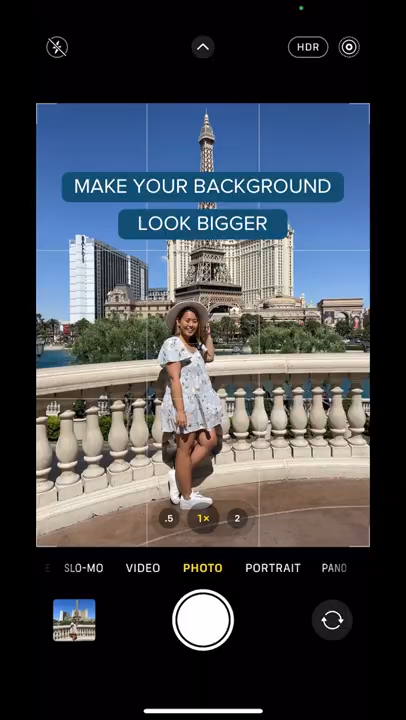 HDR
MAKE YOUR BACKGROUND
LOOK BIGGER
.5 1× 2
E SLO-MO VIDEO PHOTO PORTRAIT PANO